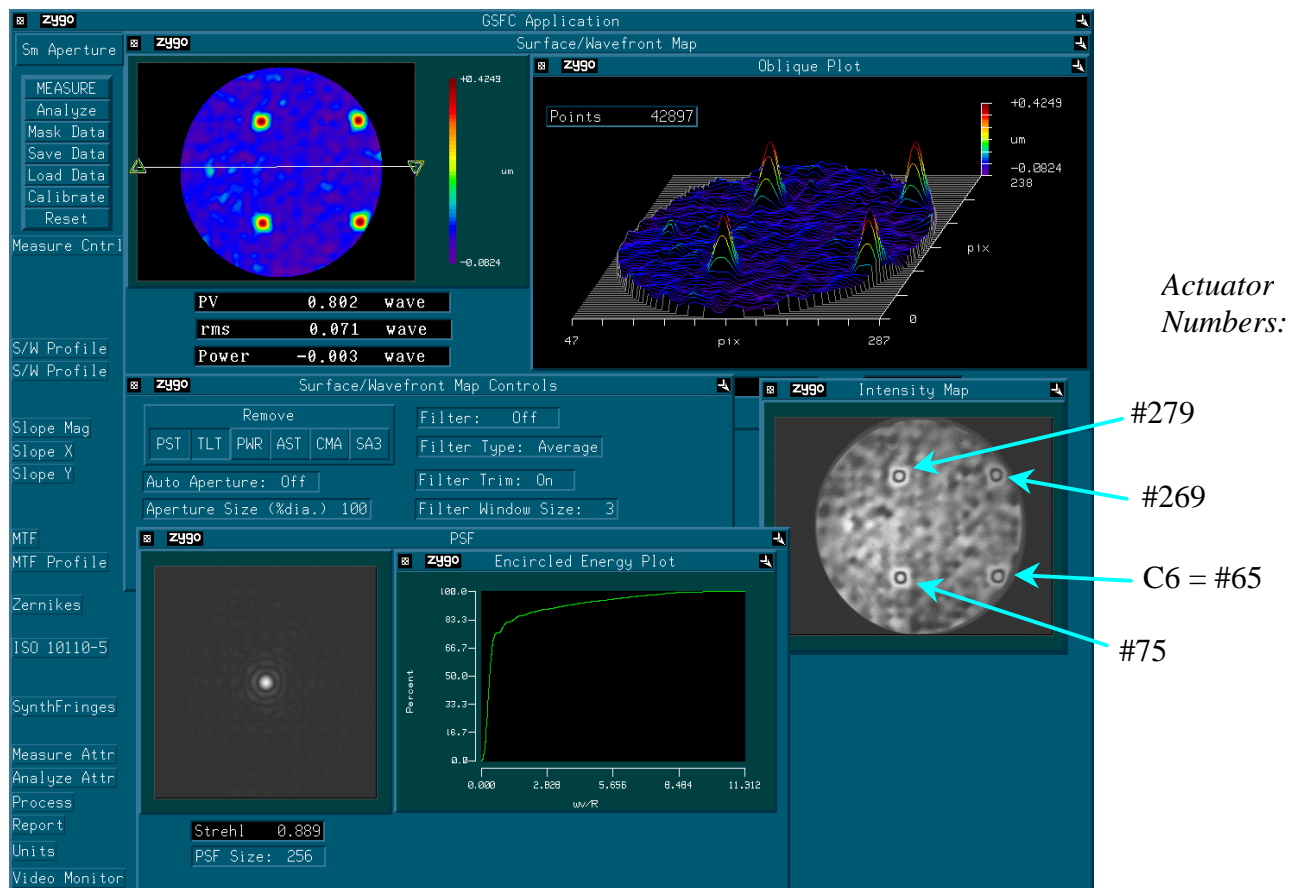 zygo GSFC Application
Sm Aperture
MEASURE
Analyze
Mask Data
Save Data
Load Data
Calibrate
Reset
Measure Cntrl
S/W Profile
S/W Profile
Slope Mag
Slope X
Slope Y
MTF
MTF Profile
Zernikes
ISO 10110-5
SynthFringes
Measure Attr
Analyze Attr
Process
Report
Units
Video Monitor
zygo Surface/Wavefront Map
+0.4249
um
-0.0824
PV 0.802 wave
rms 0.071 wave
Power -0.003 wave
zygo Oblique Plot
Points 42897
+0.4249
um
-0.0824
238
pix
0
47 pix 287
zygo Surface/Wavefront Map Controls
Remove
PST TLT PWR AST CMA SA3
Auto Aperture: Off
Aperture Size (%dia.) 100
Filter: Off
Filter Type: Average
Filter Trim: On
Filter Window Size: 3
zygo Intensity Map
Actuator
Numbers:
#279
#269
C6 = #65
#75
zygo PSF
Strehl 0.889
PSF Size: 256
zygo Encircled Energy Plot
100.0
83.3
66.7
50.0
33.3
16.7
0.0
Percent
0.000 2.828 5.656 8.484 11.312
wv/R